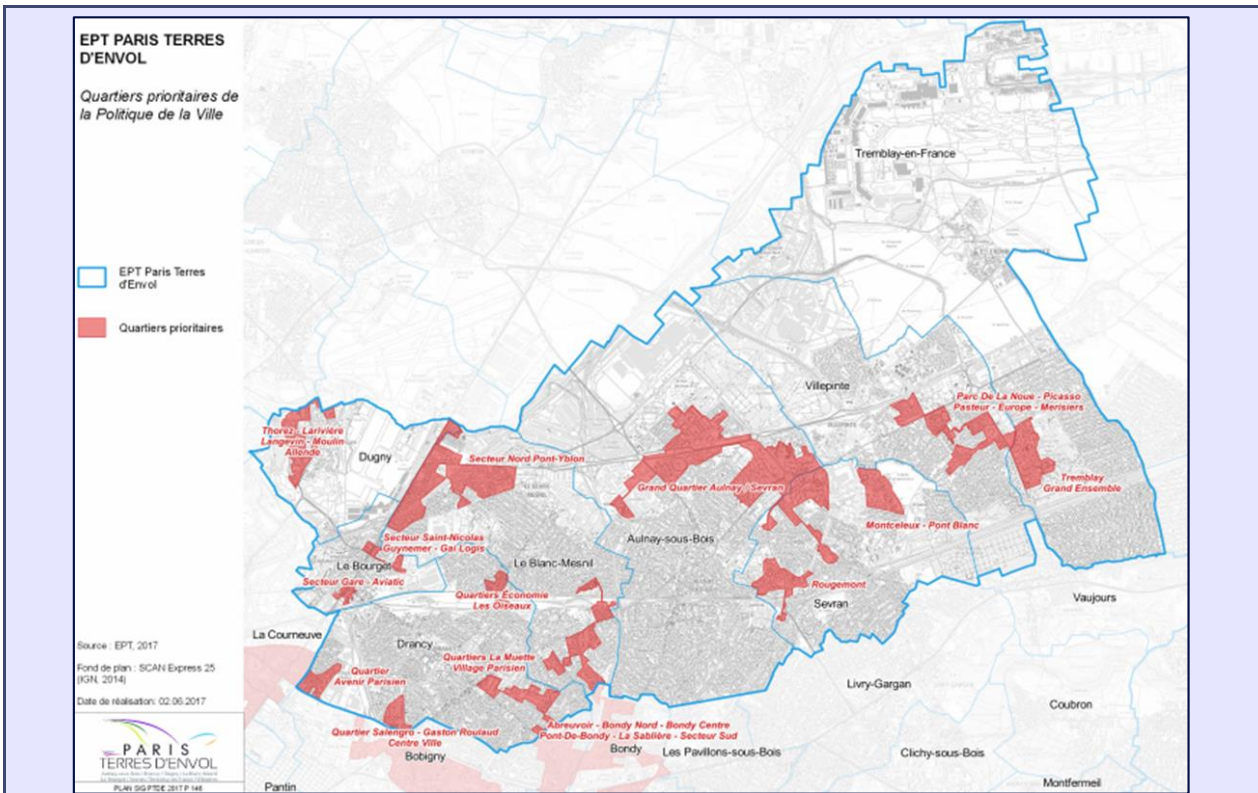 EPT PARIS TERRES
D'ENVOL
Quartiers prioritaires de
la Politique de la Ville
EPT Paris Terres
d'Envol
Quartiers prioritaires
Source : EPT, 2017
Fond de plan : SCAN Express 25
(IGN, 2014)
Date de réalisation: 02.06.2017
PARIS
TERRES D'ENVOL
PLAN SIG PTDE 2017 P 146
Tremblay-en-France
Villepinte
Parc De La Noue - Picasso
Pasteur - Europe - Merisiers
Thorez - Larivière
Langevin - Moulin
Allende
Dugny
Secteur Nord Pont-Yblon
Grand Quartier Aulnay / Sevran
Tremblay
Grand Ensemble
Montceleux - Pont Blanc
Secteur Saint-Nicolas
Guynemer - Gai Logis
Aulnay-sous-Bois
Le Bourget
Le Blanc-Mesnil
Secteur Gare - Aviatic
Quartiers Economie
Les Oiseaux
Rougemont
Sevran
Vaujours
La Courneuve
Drancy
Quartiers La Muette
Village Parisien
Quartier
Avenir Parisien
Livry-Gargan
Coubron
Abreuvoir - Bondy Nord - Bondy Centre
Pont-De-Bondy - La Sablière - Secteur Sud
Quartier Salengro - Gaston Roulaud
Centre Ville
Bobigny
Bondy
Les Pavillons-sous-Bois
Clichy-sous-Bois
Pantin
Montfermeil